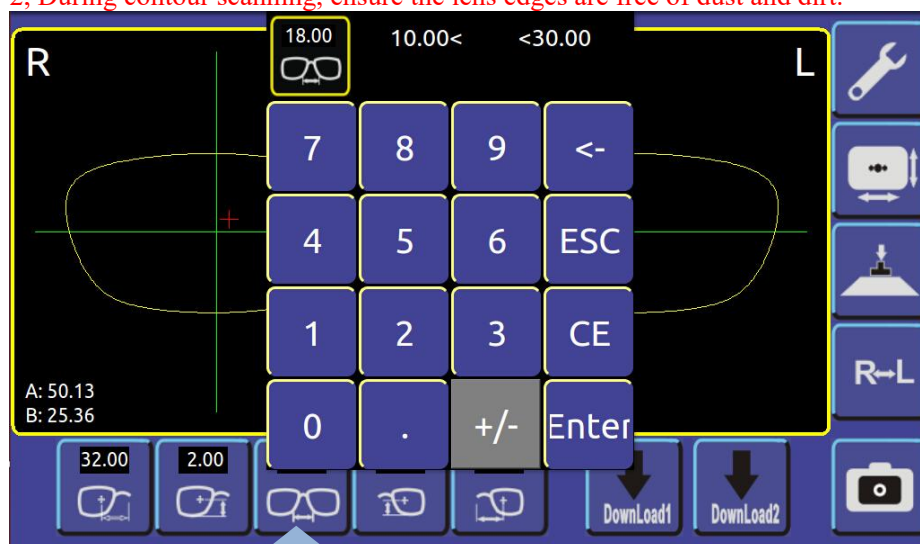 2, During contour scanning, ensure the lens edges are free of dust and dirt.
R
18.00
10.00< <30.00
L
7 8 9 <-
4 5 6 ESC
1 2 3 CE
0 . +/- Enter
A: 50.13
B: 25.36
R↔L
32.00 2.00
DownLoad1 DownLoad2